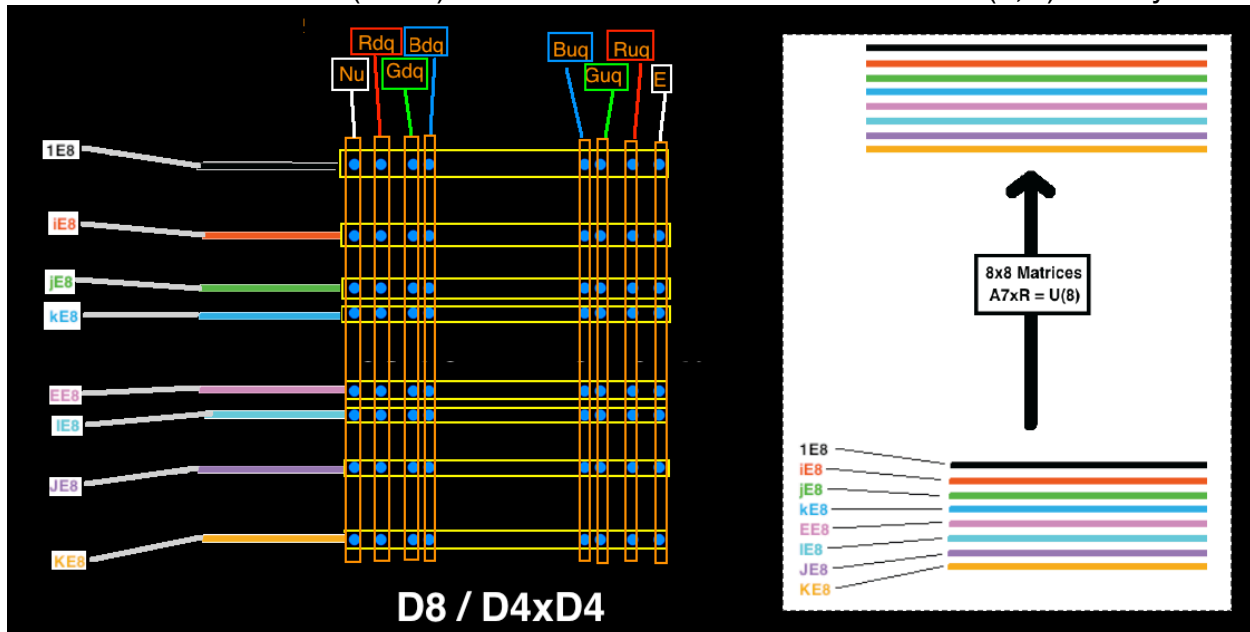 Rdq Bdq
Buq Ruq
Nu Gdq
Guq E
1E8
iE8
jE8
kE8
EE8
IE8
JE8
KE8
D8 / D4xD4
8x8 Matrices
A7xR = U(8)
1E8
iE8
jE8
kE8
EE8
IE8
JE8
KE8